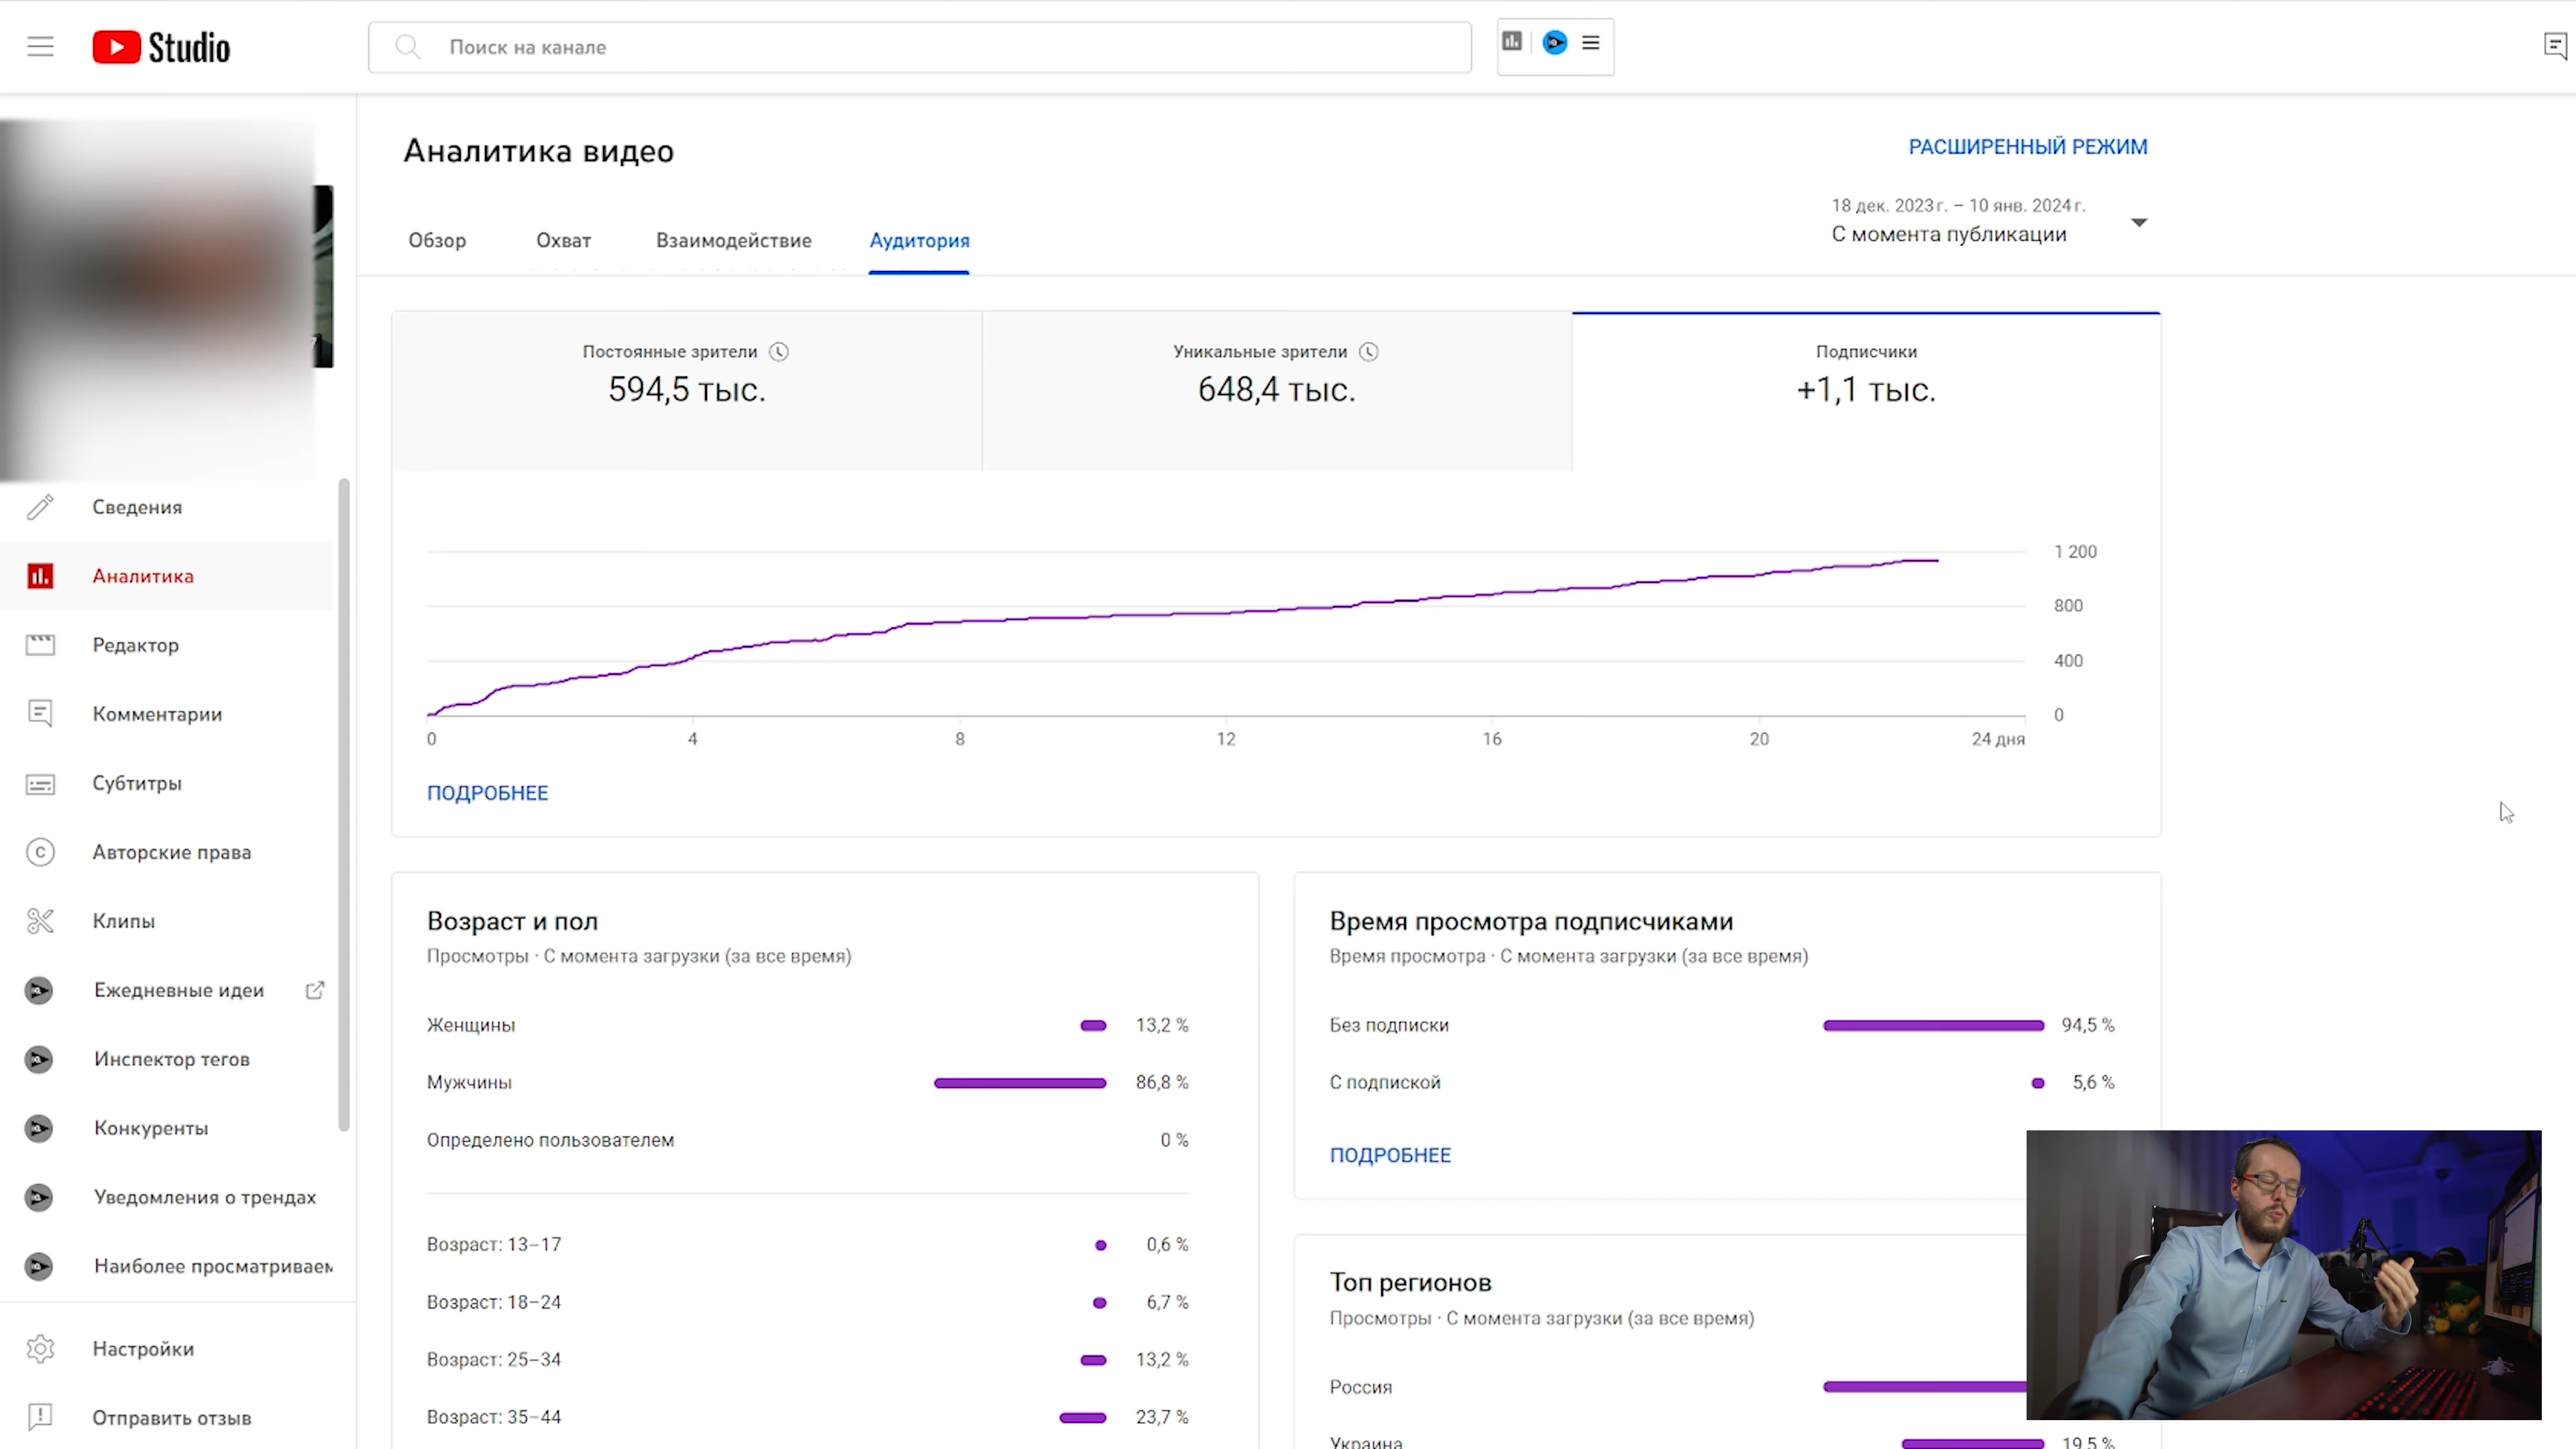 Studio
Поиск на канале
Аналитика видео
РАСШИРЕННЫЙ РЕЖИМ
18 дек. 2023 г. – 10 янв. 2024 г.
С момента публикации
Обзор
Охват
Взаимодействие
Аудитория
Постоянные зрители
594,5 тыс.
Уникальные зрители
648,4 тыс.
Подписчики
+1,1 тыс.
1 200
800
400
0
0
4
8
12
16
20
24 дня
ПОДРОБНЕЕ
Сведения
Аналитика
Редактор
Комментарии
Субтитры
Авторские права
Клипы
Ежедневные идеи
Инспектор тегов
Конкуренты
Уведомления о трендах
Наиболее просматриваем
Настройки
Отправить отзыв
Возраст и пол
Просмотры · С момента загрузки (за все время)
Женщины 13,2 %
Мужчины 86,8 %
Определено пользователем 0 %
Возраст: 13–17 0,6 %
Возраст: 18–24 6,7 %
Возраст: 25–34 13,2 %
Возраст: 35–44 23,7 %
Время просмотра подписчиками
Время просмотра · С момента загрузки (за все время)
Без подписки 94,5 %
С подпиской 5,6 %
ПОДРОБНЕЕ
Топ регионов
Просмотры · С момента загрузки (за все время)
Россия
Украина 19,5 %